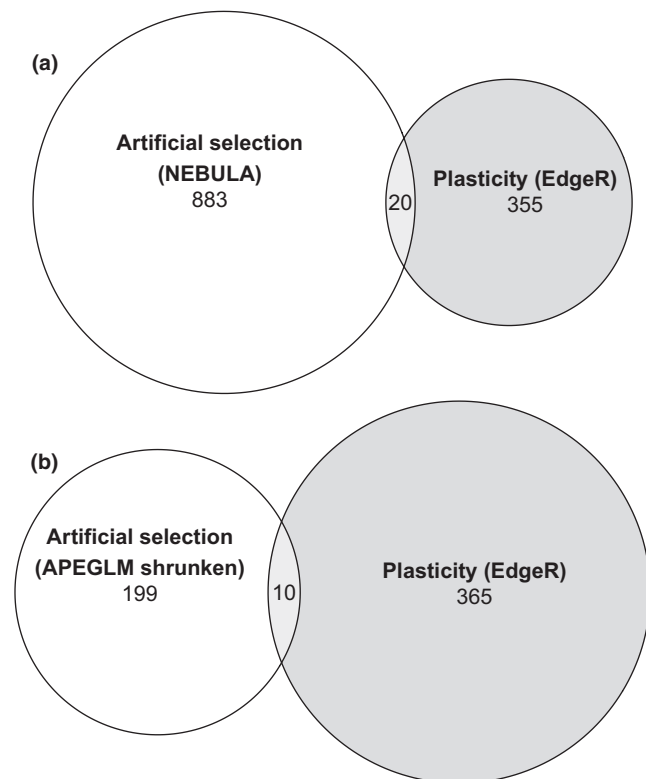 (a)
Artificial selection
(NEBULA)
883
20
Plasticity (EdgeR)
355
(b)
Artificial selection
(APEGLM shrunken)
199
10
Plasticity (EdgeR)
365